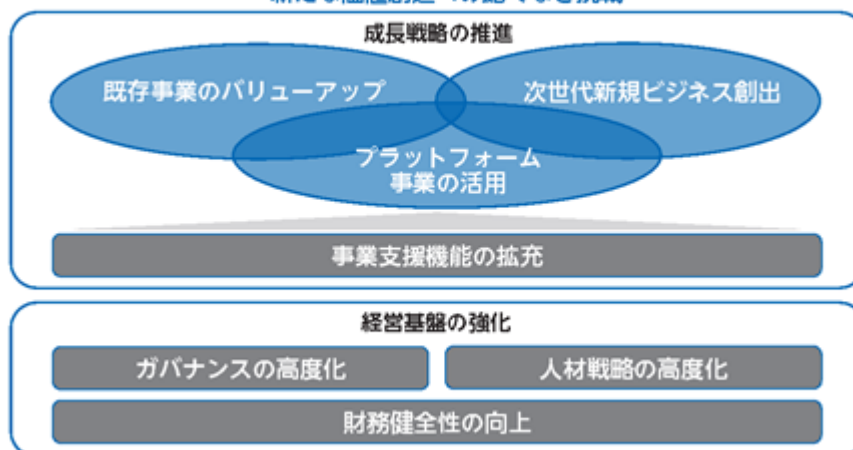 成長戦略の推進
既存事業のバリューアップ
次世代新規ビジネス創出
プラットフォーム
事業の活用
事業支援機能の拡充
経営基盤の強化
ガバナンスの高度化
人材戦略の高度化
財務健全性の向上